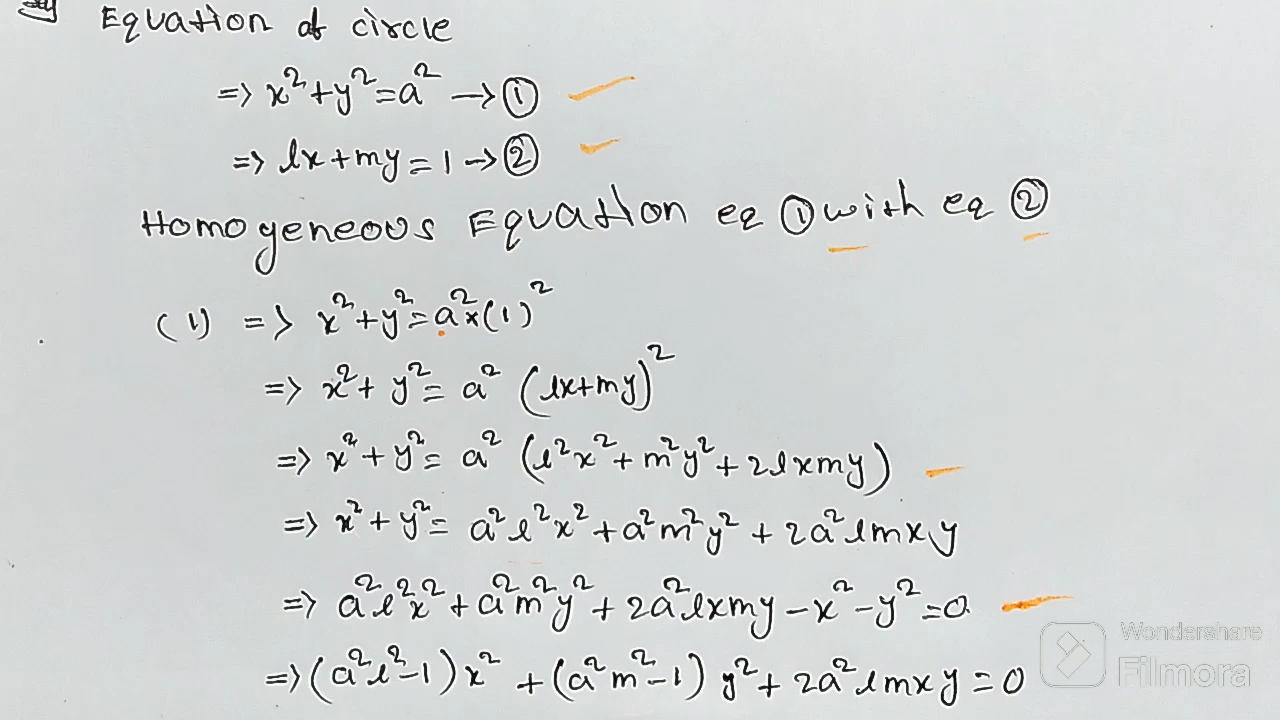 Equation of circle
=> x² + y² = a² → ①
=> lx + my = 1 → ②
Homogeneous Equation eq ① with eq ②
(1) => x² + y² = a² × (1)²
=> x² + y² = a² (lx + my)²
=> x² + y² = a² (l²x² + m²y² + 2lxmy)
=> x² + y² = a²l²x² + a²m²y² + 2a²lmxy
=> a²l²x² + a²m²y² + 2a²lxmy - x² - y² = 0
=> (a²l² - 1)x² + (a²m² - 1) y² + 2a²lmxy = 0
Wondershare
Filmora